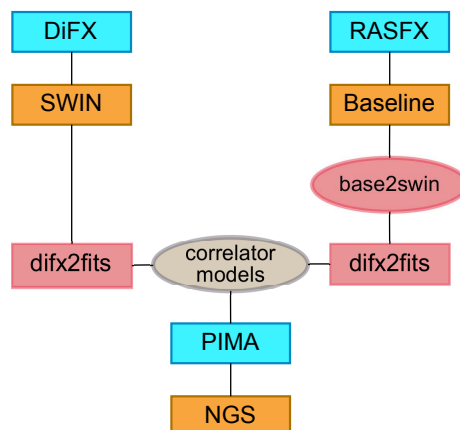 DiFX
RASFX
SWIN
Baseline
base2swin
difx2fits
correlator
models
difx2fits
PIMA
NGS